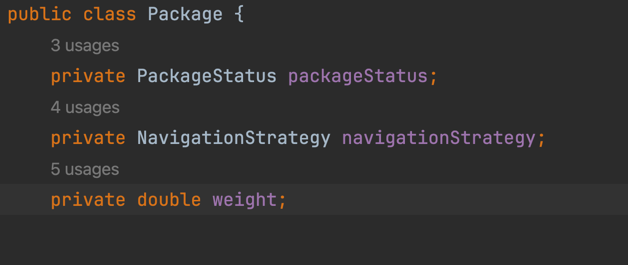 public class Package {
3 usages
private PackageStatus packageStatus;
4 usages
private NavigationStrategy navigationStrategy;
5 usages
private double weight;